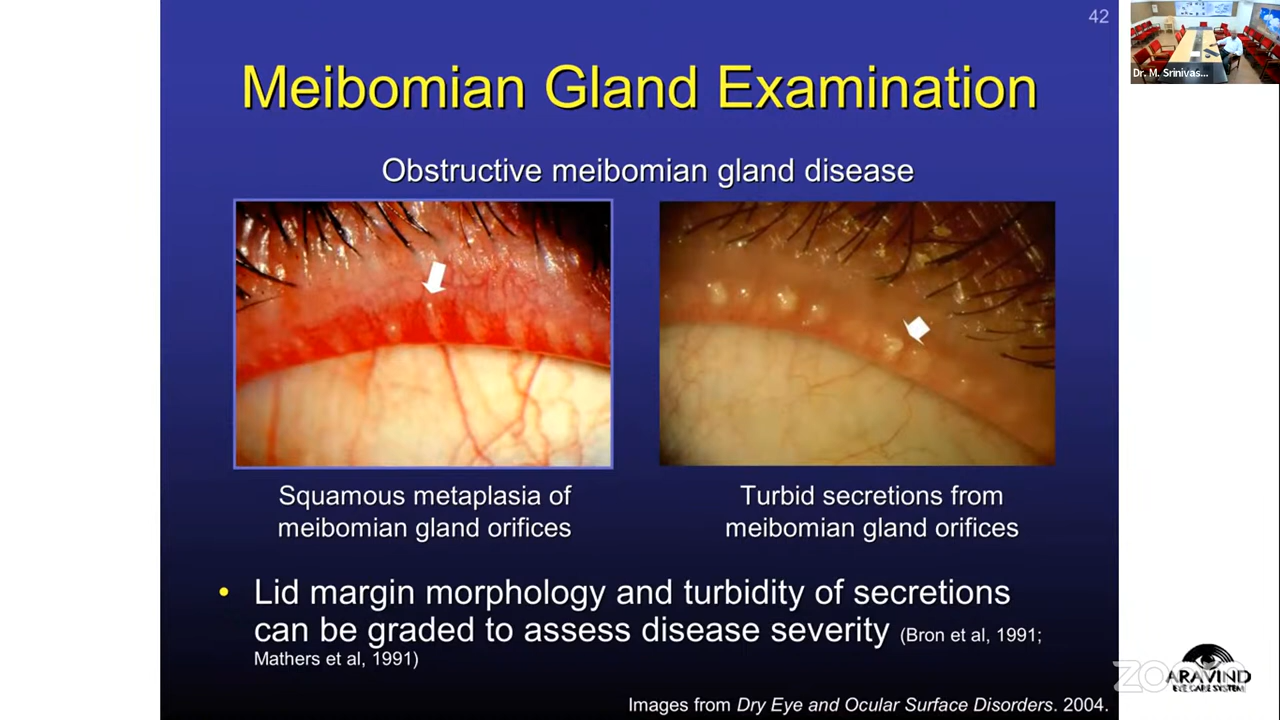 42
Dr. M. Srinivas...
Meibomian Gland Examination
Obstructive meibomian gland disease
Squamous metaplasia of
meibomian gland orifices
Turbid secretions from
meibomian gland orifices
• Lid margin morphology and turbidity of secretions
can be graded to assess disease severity (Bron et al, 1991;
Mathers et al, 1991)
zoom
ARAVIND
EYE CARE SYSTEM
Images from Dry Eye and Ocular Surface Disorders. 2004.